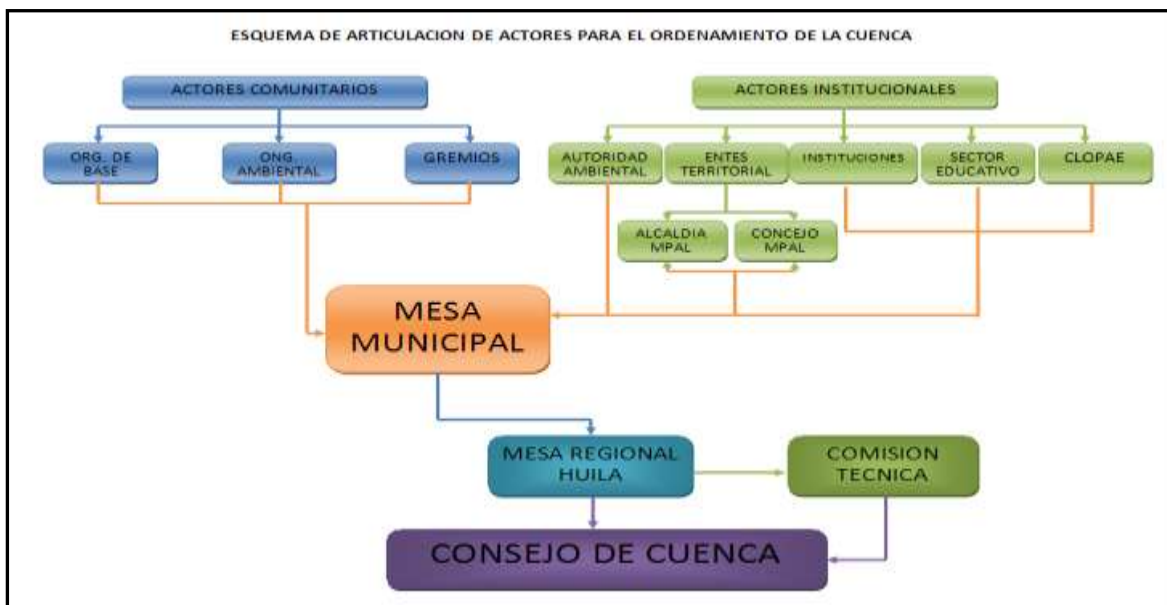 ESQUEMA DE ARTICULACION DE ACTORES PARA EL ORDENAMIENTO DE LA CUENCA
ACTORES COMUNITARIOS
ACTORES INSTITUCIONALES
ORG. DE
BASE
ONG.
AMBIENTAL
GREMIOS
AUTORIDAD
AMBIENTAL
ENTES
TERRITORIAL
INSTITUCIONES
SECTOR
EDUCATIVO
CLOPAE
ALCALDIA
MPAL
CONCEJO
MPAL
MESA
MUNICIPAL
MESA REGIONAL
HUILA
COMISION
TECNICA
CONSEJO DE CUENCA